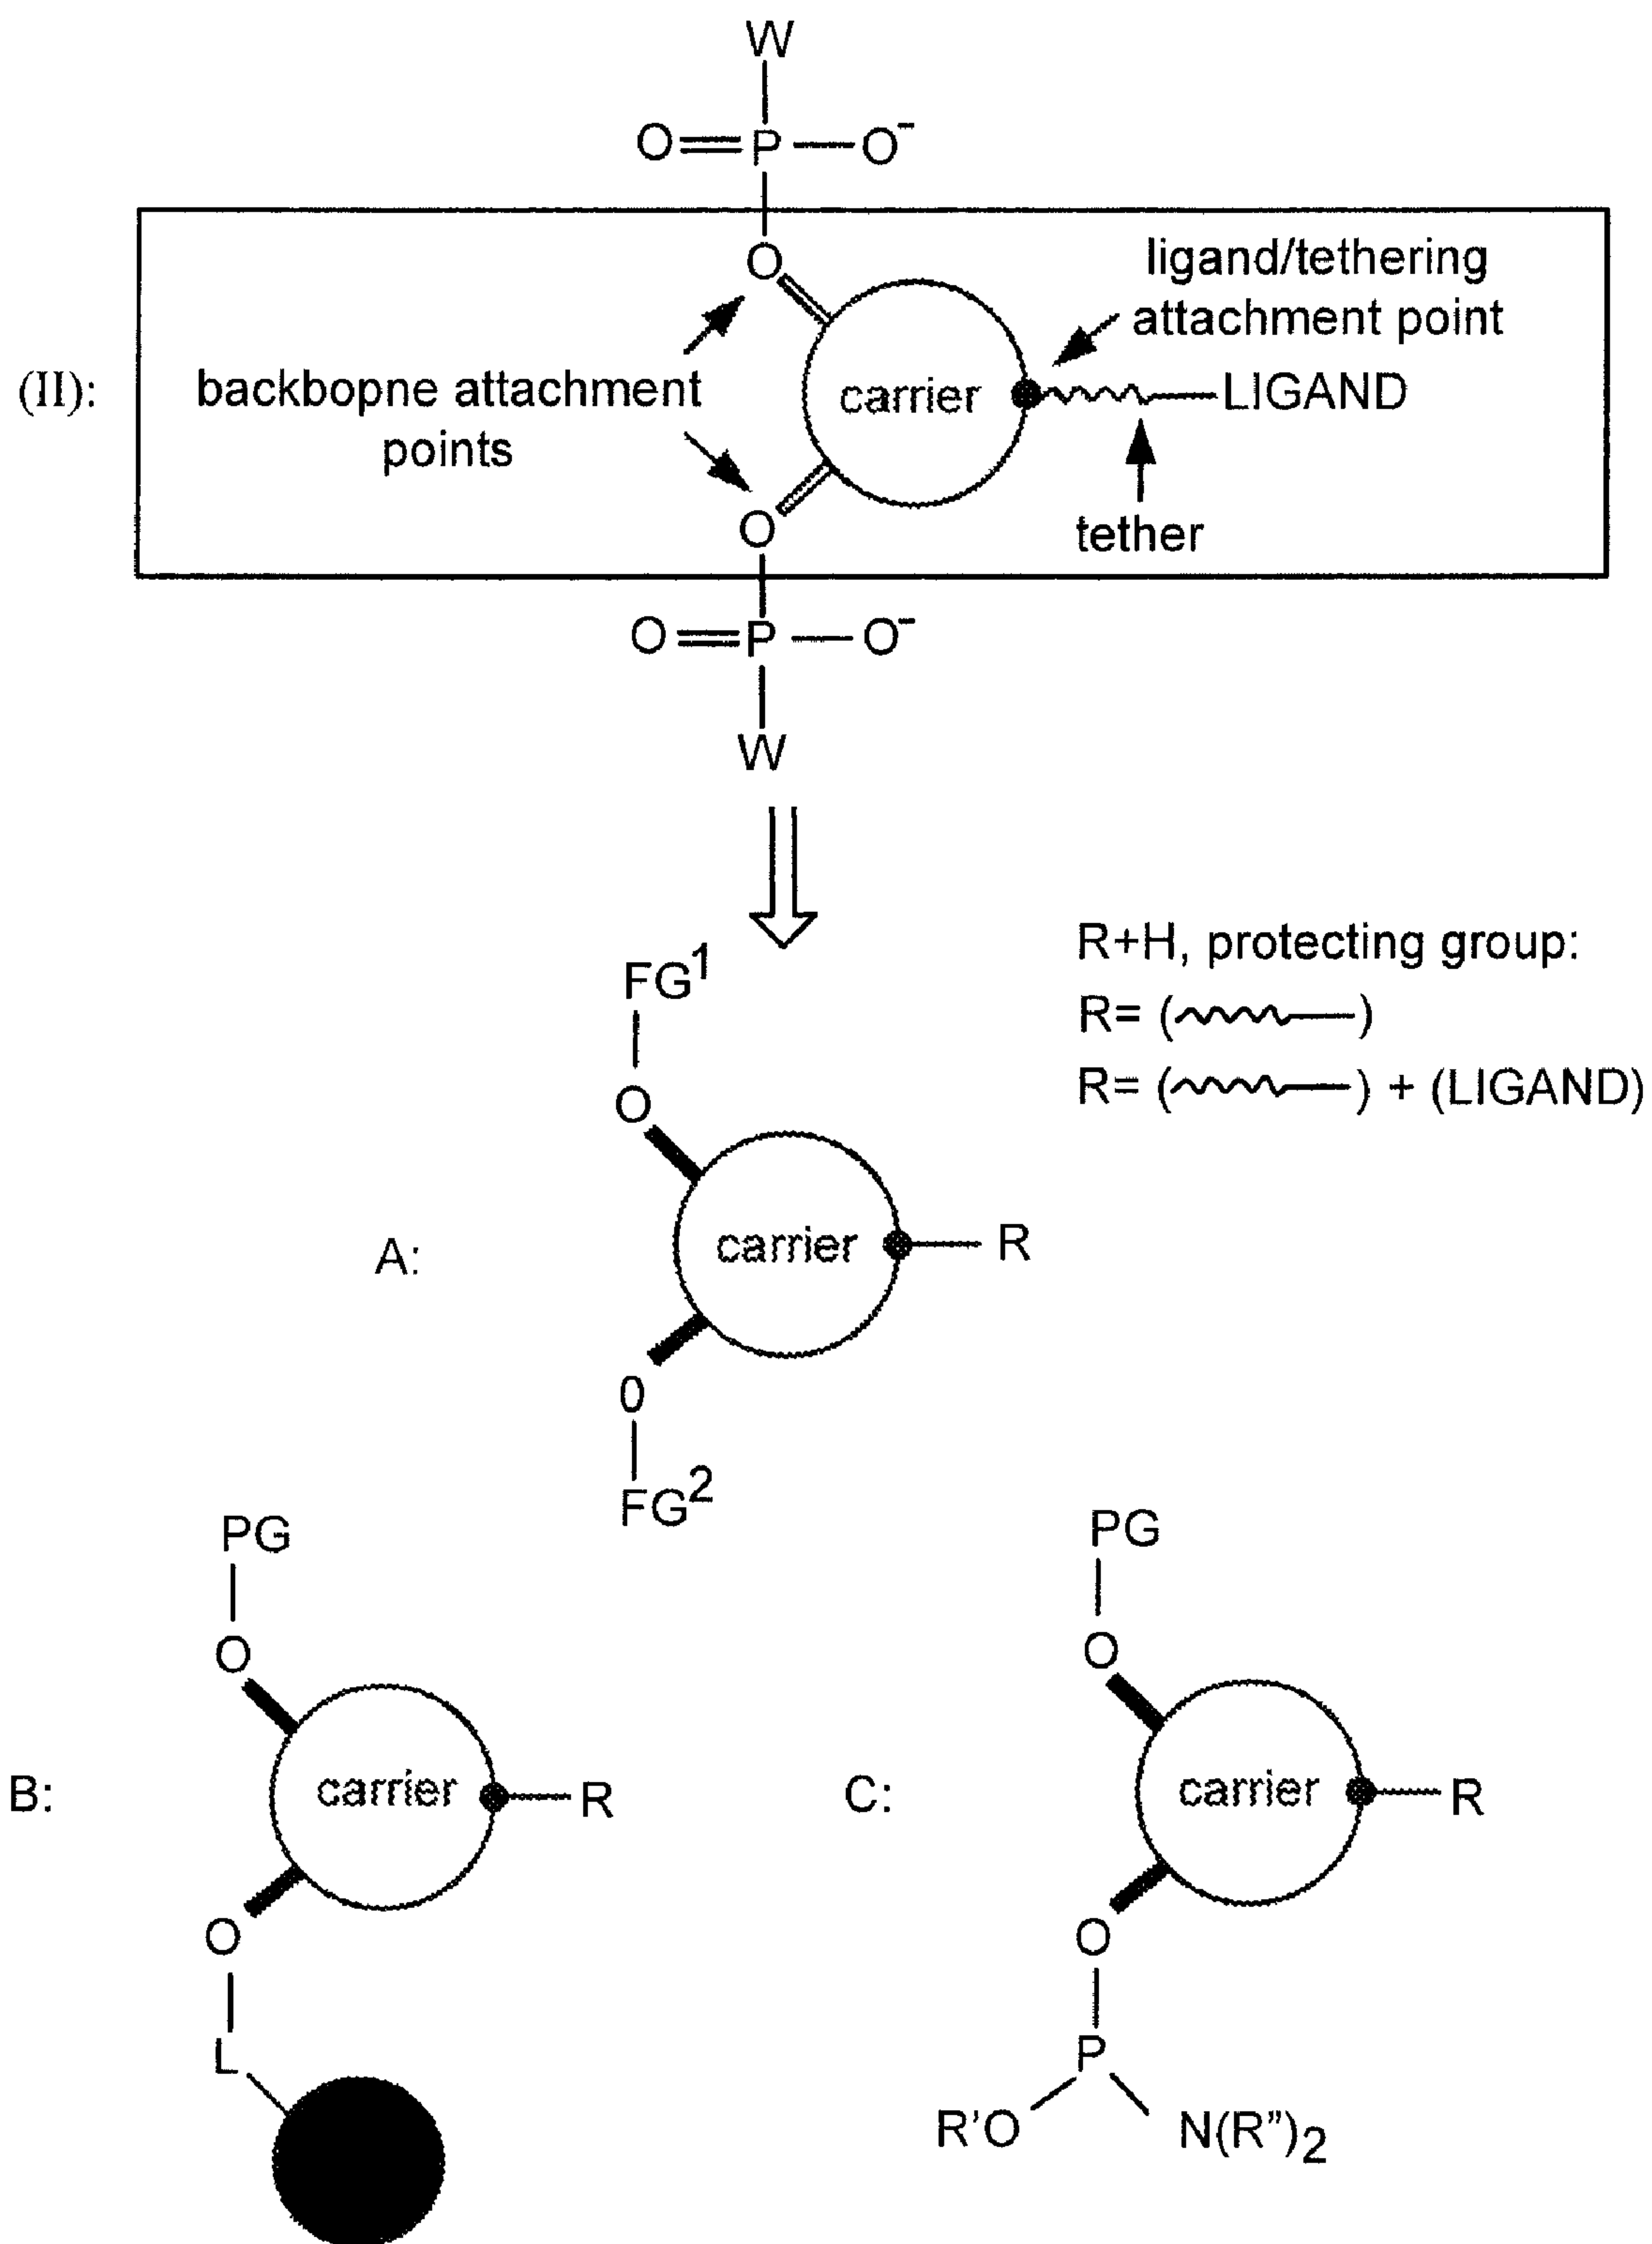 W
O=P—O⁻
O
ligand/tethering
attachment point
(II):
backbopne attachment
points
carrier
LIGAND
tether
O
O=P—O⁻
W
R+H, protecting group:
R= ( )
R= ( ) + (LIGAND)
FG¹
O
A:
carrier
R
0
FG²
PG
O
B:
carrier
R
O
L
PG
O
C:
carrier
R
O
P
R'O
N(R”)₂